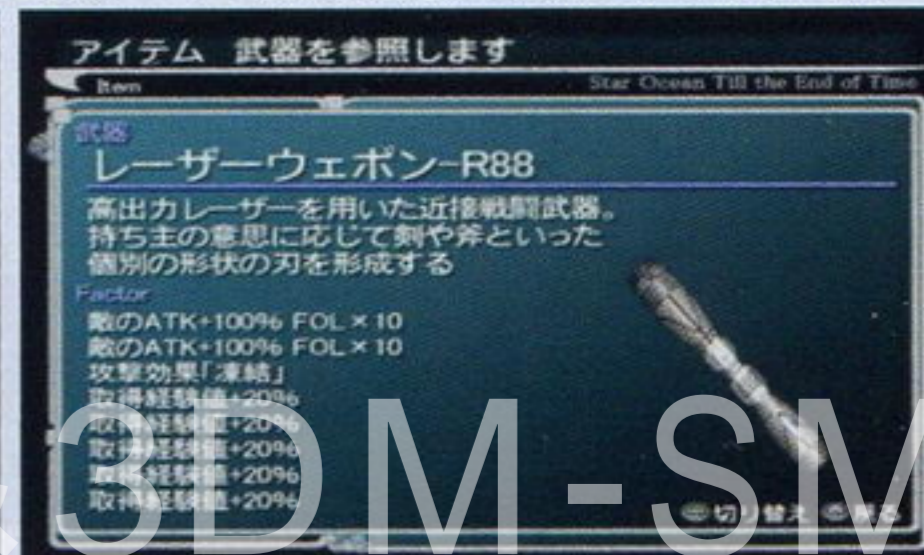 アイテム 武器を参照します
Item
Star Ocean Till the End of Time
武器
レーザーウェポン-R88
高出力レーザーを用いた近接戦闘武器。
持ち主の意思に応じて剣や斧といった
個別の形状の刃を形成する
Factor
敵のATK+100% FOL×10
敵のATK+100% FOL×10
攻撃効果「凍結」
取得経験値+20%
取得経験値+20%
取得経験値+20%
取得経験値+20%
取得経験値+20%
切り替え 戻る
3DM-SM